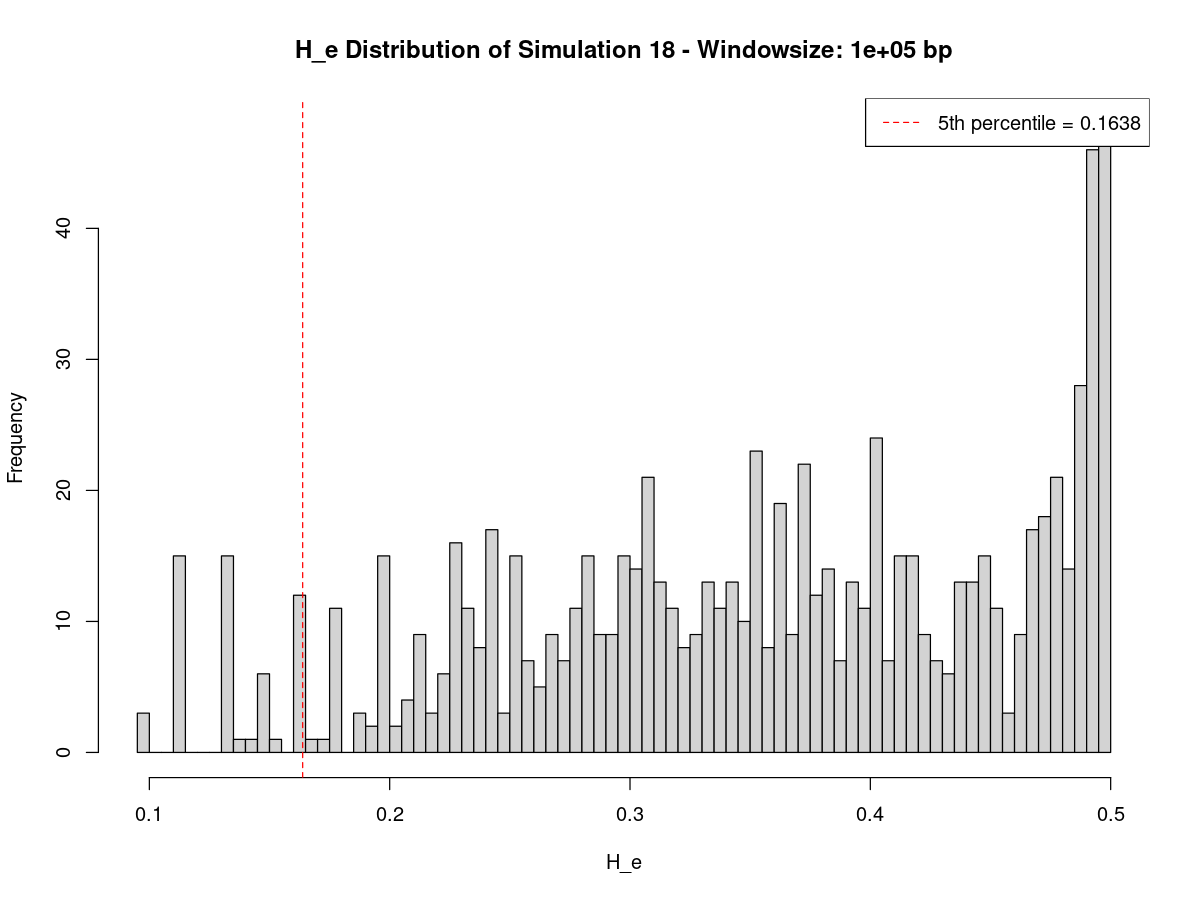 H_e Distribution of Simulation 18 - Windowsize: 1e+05 bp
5th percentile = 0.1638
Frequency
40
30
20
10
0
0.1 0.2 0.3 0.4 0.5
H_e